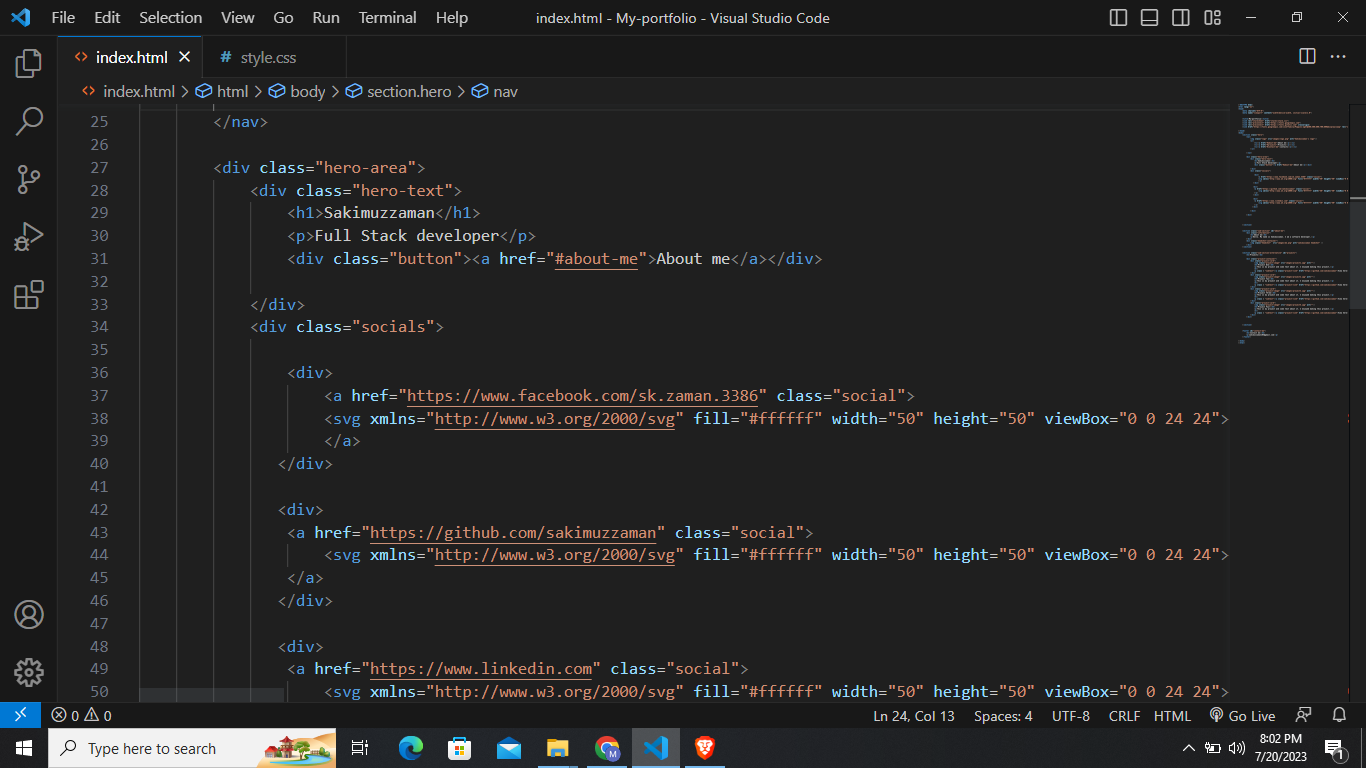 File Edit Selection View Go Run Terminal Help index.html - My-portfolio - Visual Studio Code
index.html # style.css
index.html > html > body > section.hero > nav
25 </nav>
26
27 <div class="hero-area">
28 <div class="hero-text">
29 <h1>Sakimuzzaman</h1>
30 <p>Full Stack developer</p>
31 <div class="button"><a href="#about-me">About me</a></div>
32
33 </div>
34 <div class="socials">
35
36 <div>
37 <a href="https://www.facebook.com/sk.zaman.3386" class="social">
38 <svg xmlns="http://www.w3.org/2000/svg" fill="#ffffff" width="50" height="50" viewBox="0 0 24 24">
39 </a>
40 </div>
41
42 <div>
43 <a href="https://github.com/sakimuzzaman" class="social">
44 <svg xmlns="http://www.w3.org/2000/svg" fill="#ffffff" width="50" height="50" viewBox="0 0 24 24">
45 </a>
46 </div>
47
48 <div>
49 <a href="https://www.linkedin.com" class="social">
50 <svg xmlns="http://www.w3.org/2000/svg" fill="#ffffff" width="50" height="50" viewBox="0 0 24 24">
0 0 Ln 24, Col 13 Spaces: 4 UTF-8 CRLF HTML Go Live
Type here to search
M
8:02 PM
7/20/2023
1